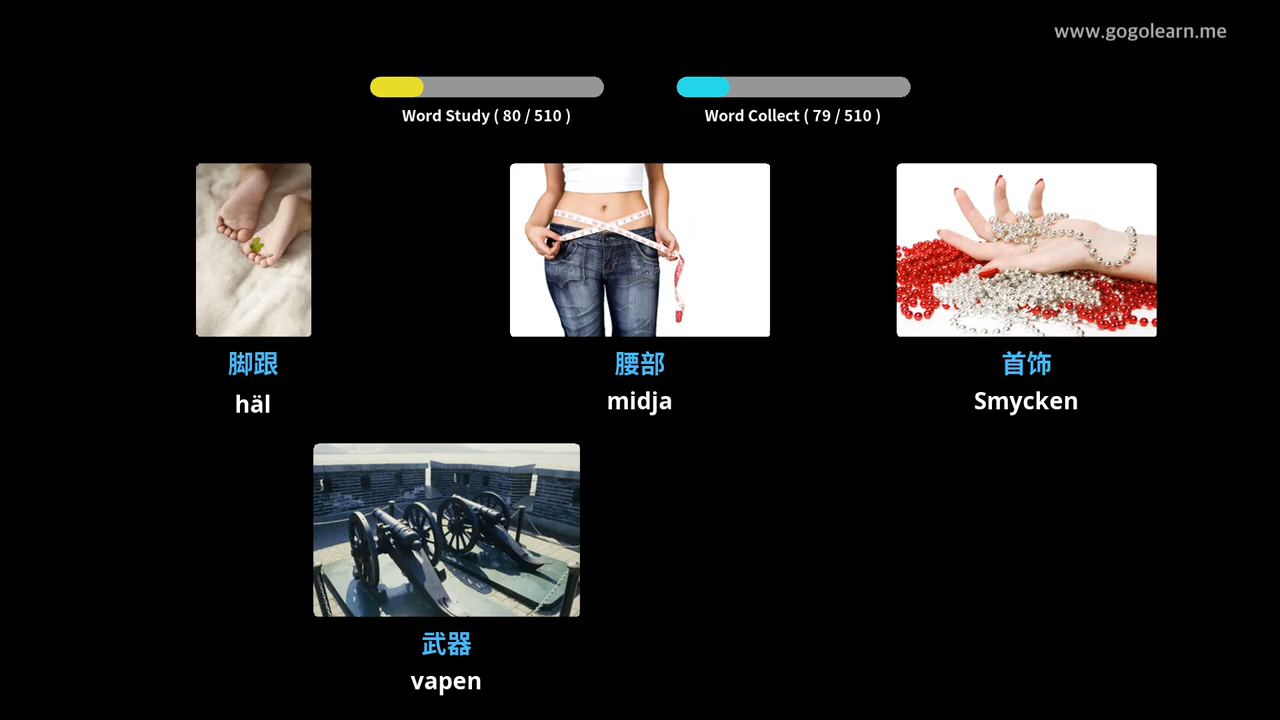 www.gogolearn.me
Word Study ( 80 / 510 )
Word Collect ( 79 / 510 )
脚跟
häl
腰部
midja
首饰
Smycken
武器
vapen